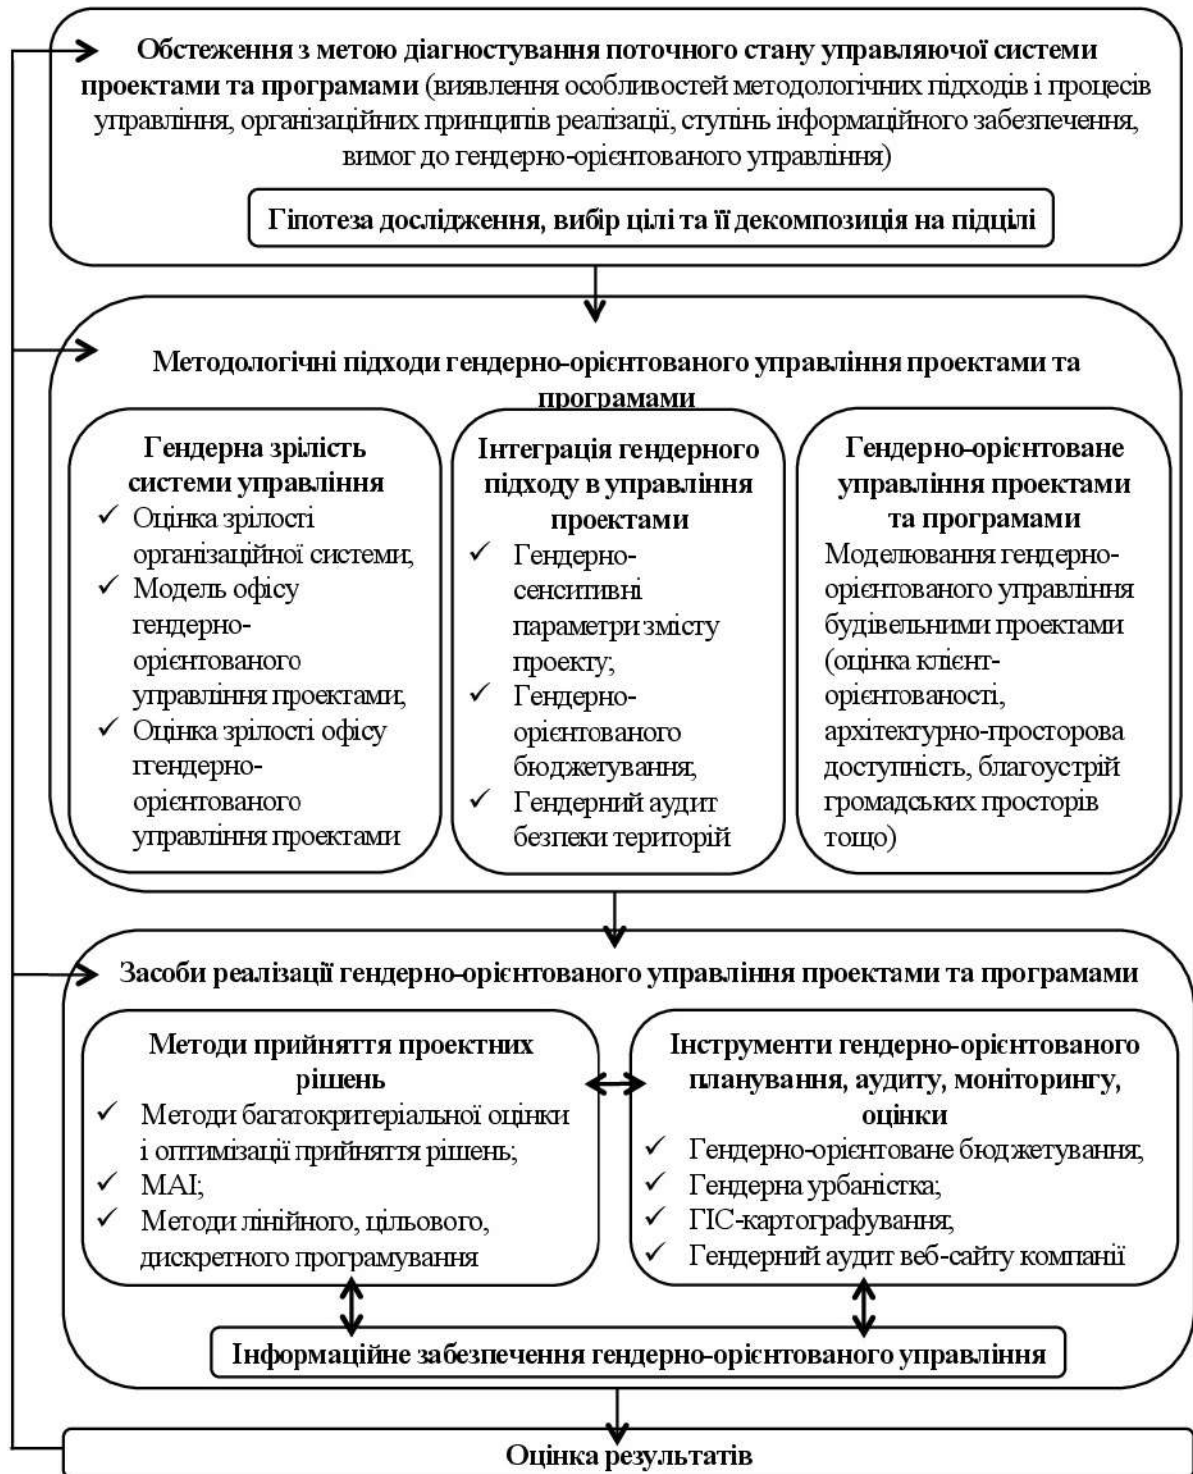 Обстеження з метою діагностування поточного стану управляючої системи
проектами та програмами (виявлення особливостей методологічних підходів і процесів
управління, організаційних принципів реалізації, ступінь інформаційного забезпечення,
вимог до гендерно-орієнтованого управління)
Гіпотеза дослідження, вибір цілі та її декомпозиція на підцілі
Методологічні підходи гендерно-орієнтованого управління проектами та
програмами
Гендерна зрілість
системи управління
✓ Оцінка зрілості
організаційної системи;
✓ Модель офісу
гендерно-
орієнтованого
управління проектами;
✓ Оцінка зрілості офісу
ггендерно-
орієнтованого
управління проектами
Інтеграція гендерного
підходу в управління
проектами
✓ Гендерно-
сенситивні
параметри змісту
проекту;
✓ Гендерно-
орієнтованого
бюджетування;
✓ Гендерний аудит
безпеки територій
Гендерно-орієнтоване
управління проектами
та програмами
Моделювання гендерно-
орієнтованого управління
будівельними проектами
(оцінка клієнт-
орієнтованості,
архітектурно-просторова
доступність, благоустрій
громадських просторів
тощо)
Засоби реалізації гендерно-орієнтованого управління проектами та програмами
Методи прийняття проектних
рішень
✓ Методи багатокритеріальної оцінки
і оптимізації прийняття рішень;
✓ МАІ;
✓ Методи лінійного, цільового,
дискретного програмування
Інструменти гендерно-орієнтованого
планування, аудиту, моніторингу,
оцінки
✓ Гендерно-орієнтоване бюджетування;
✓ Гендерна урбаністка;
✓ ГІС-картографування;
✓ Гендерний аудит веб-сайту компанії
Інформаційне забезпечення гендерно-орієнтованого управління
Оцінка результатів